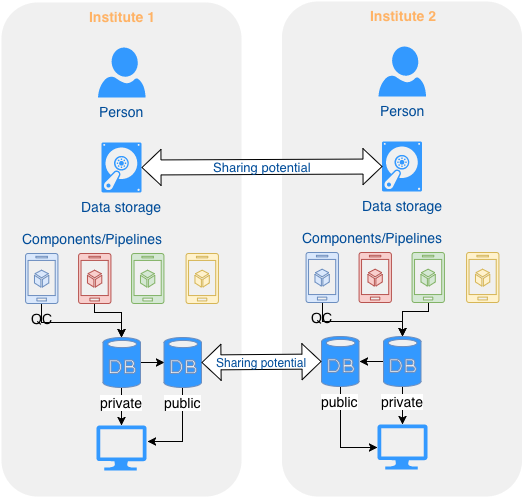 Institute 1
Institute 2
Person
Person
Sharing potential
Data storage
Data storage
Components/Pipelines
Components/Pipelines
QC
QC
DB
DB
Sharing potential
DB
DB
private
public
public
private